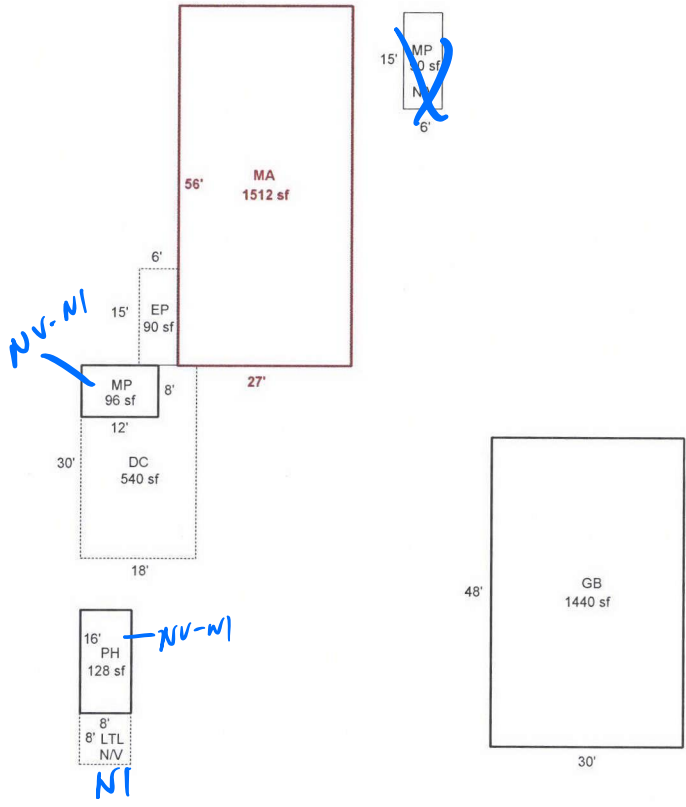 15'
MP
90 sf
6'
MA
1512 sf
56'
6'
15'
EP
90 sf
NV-NI
MP
96 sf
8'
27'
12'
30'
DC
540 sf
18'
48'
GB
1440 sf
16'
PH
128 sf
NV-NI
8'
8' LTL
N/V
NI
30'